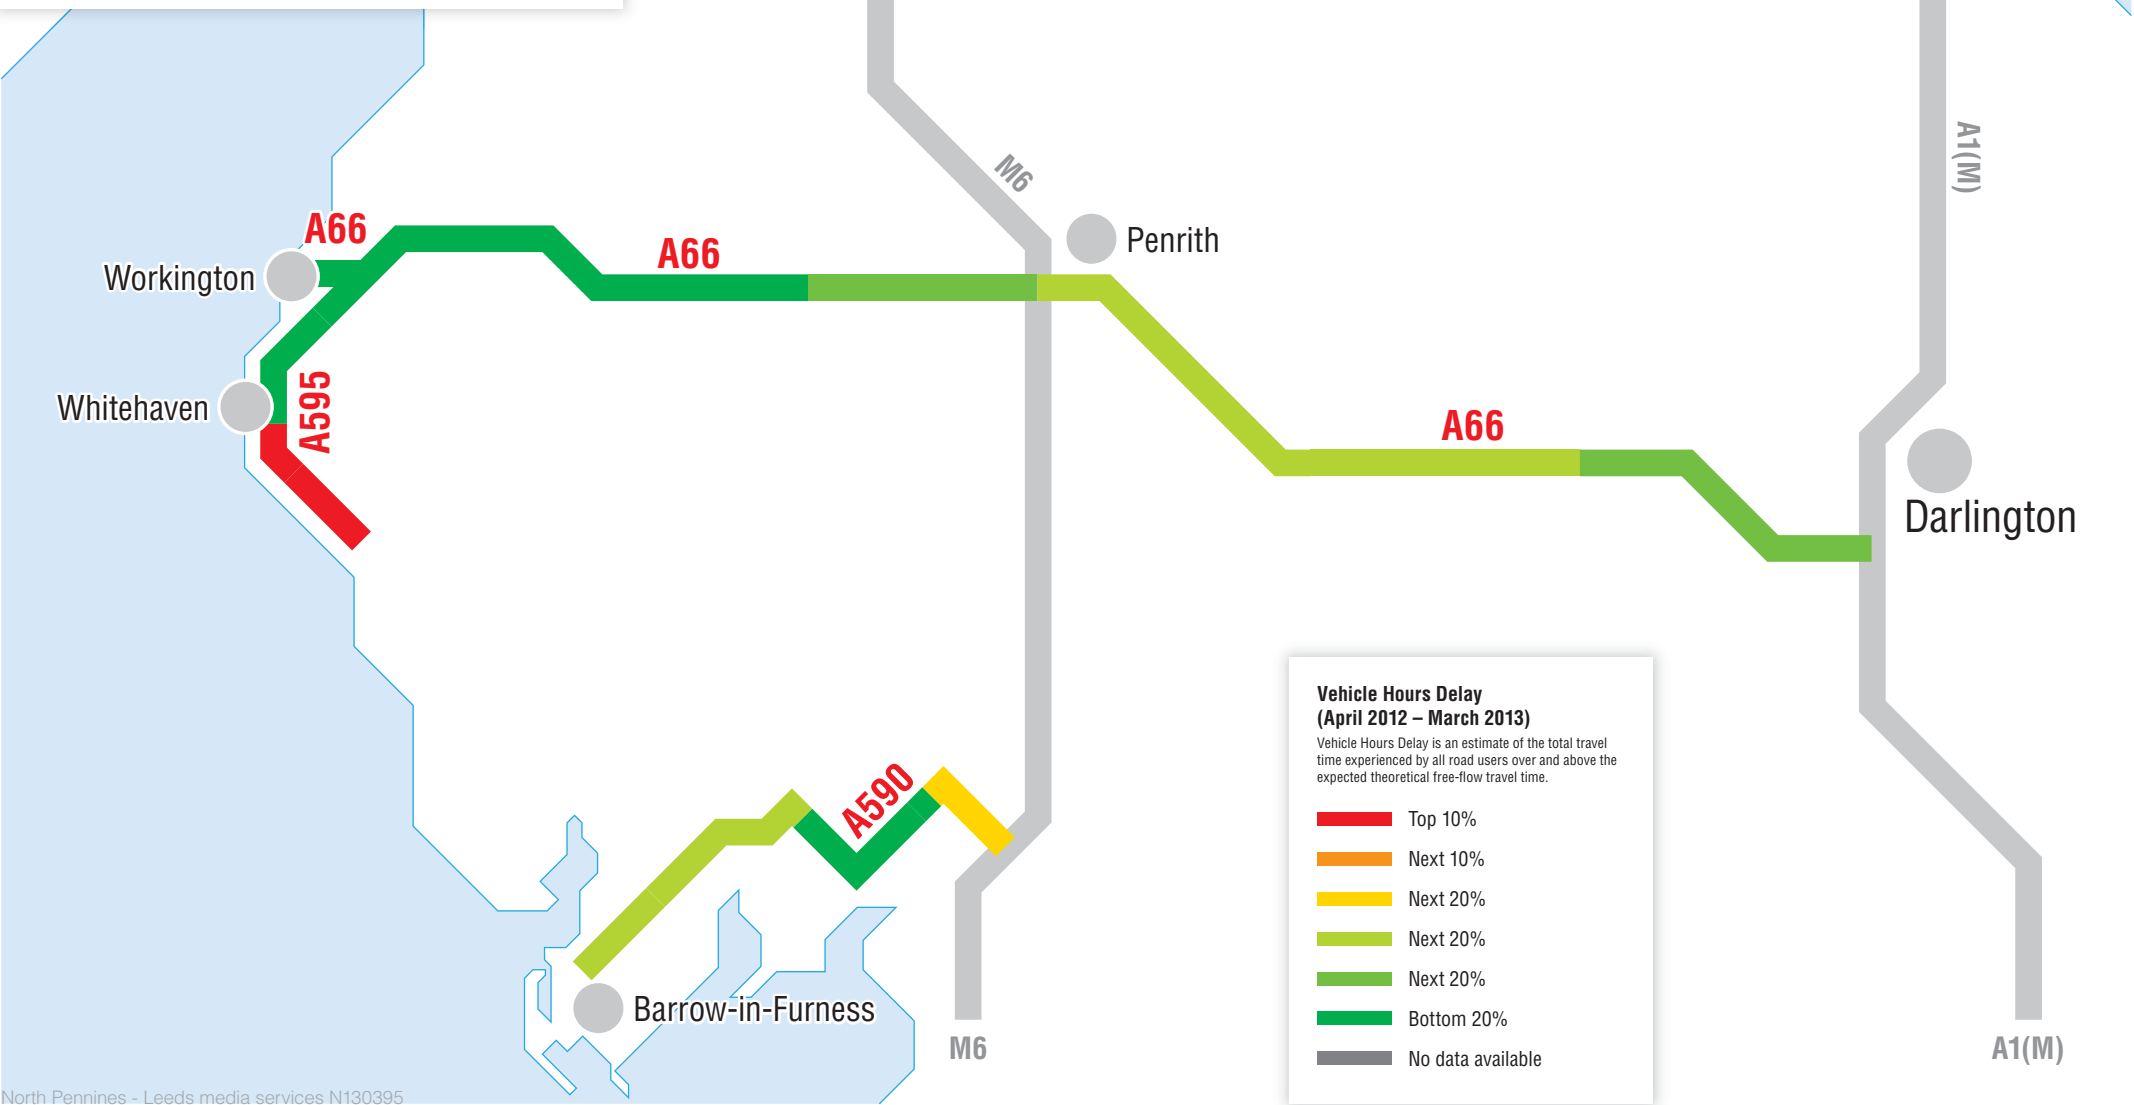 A1(M)
M6
A66
Penrith
A66
Workington
A595
Whitehaven
A66
Darlington
A590
Barrow-in-Furness
M6
A1(M)
Vehicle Hours Delay
(April 2012 – March 2013)
Vehicle Hours Delay is an estimate of the total travel
time experienced by all road users over and above the
expected theoretical free-flow travel time.
Top 10%
Next 10%
Next 20%
Next 20%
Next 20%
Bottom 20%
No data available
North Pennines - Leeds media services N130395